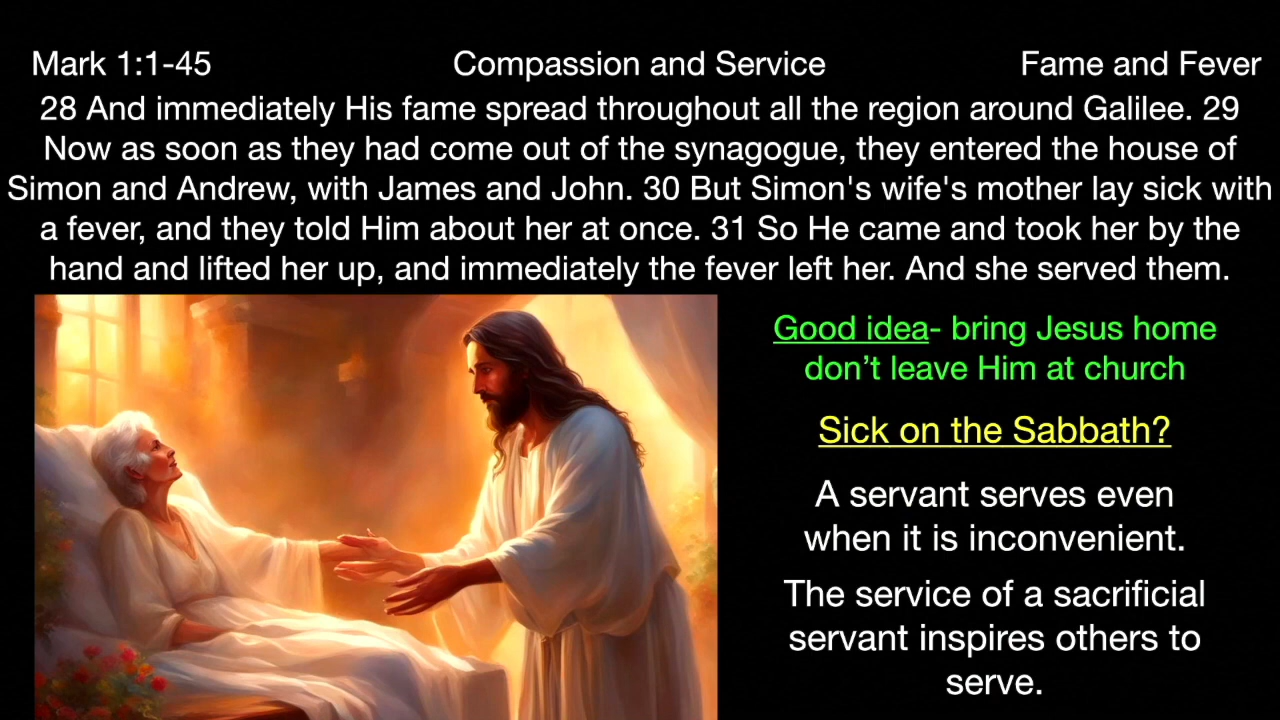 Mark 1:1-45 Compassion and Service Fame and Fever
28 And immediately His fame spread throughout all the region around Galilee. 29
Now as soon as they had come out of the synagogue, they entered the house of
Simon and Andrew, with James and John. 30 But Simon's wife's mother lay sick with
a fever, and they told Him about her at once. 31 So He came and took her by the
hand and lifted her up, and immediately the fever left her. And she served them.
Good idea- bring Jesus home
don’t leave Him at church
Sick on the Sabbath?
A servant serves even
when it is inconvenient.
The service of a sacrificial
servant inspires others to
serve.